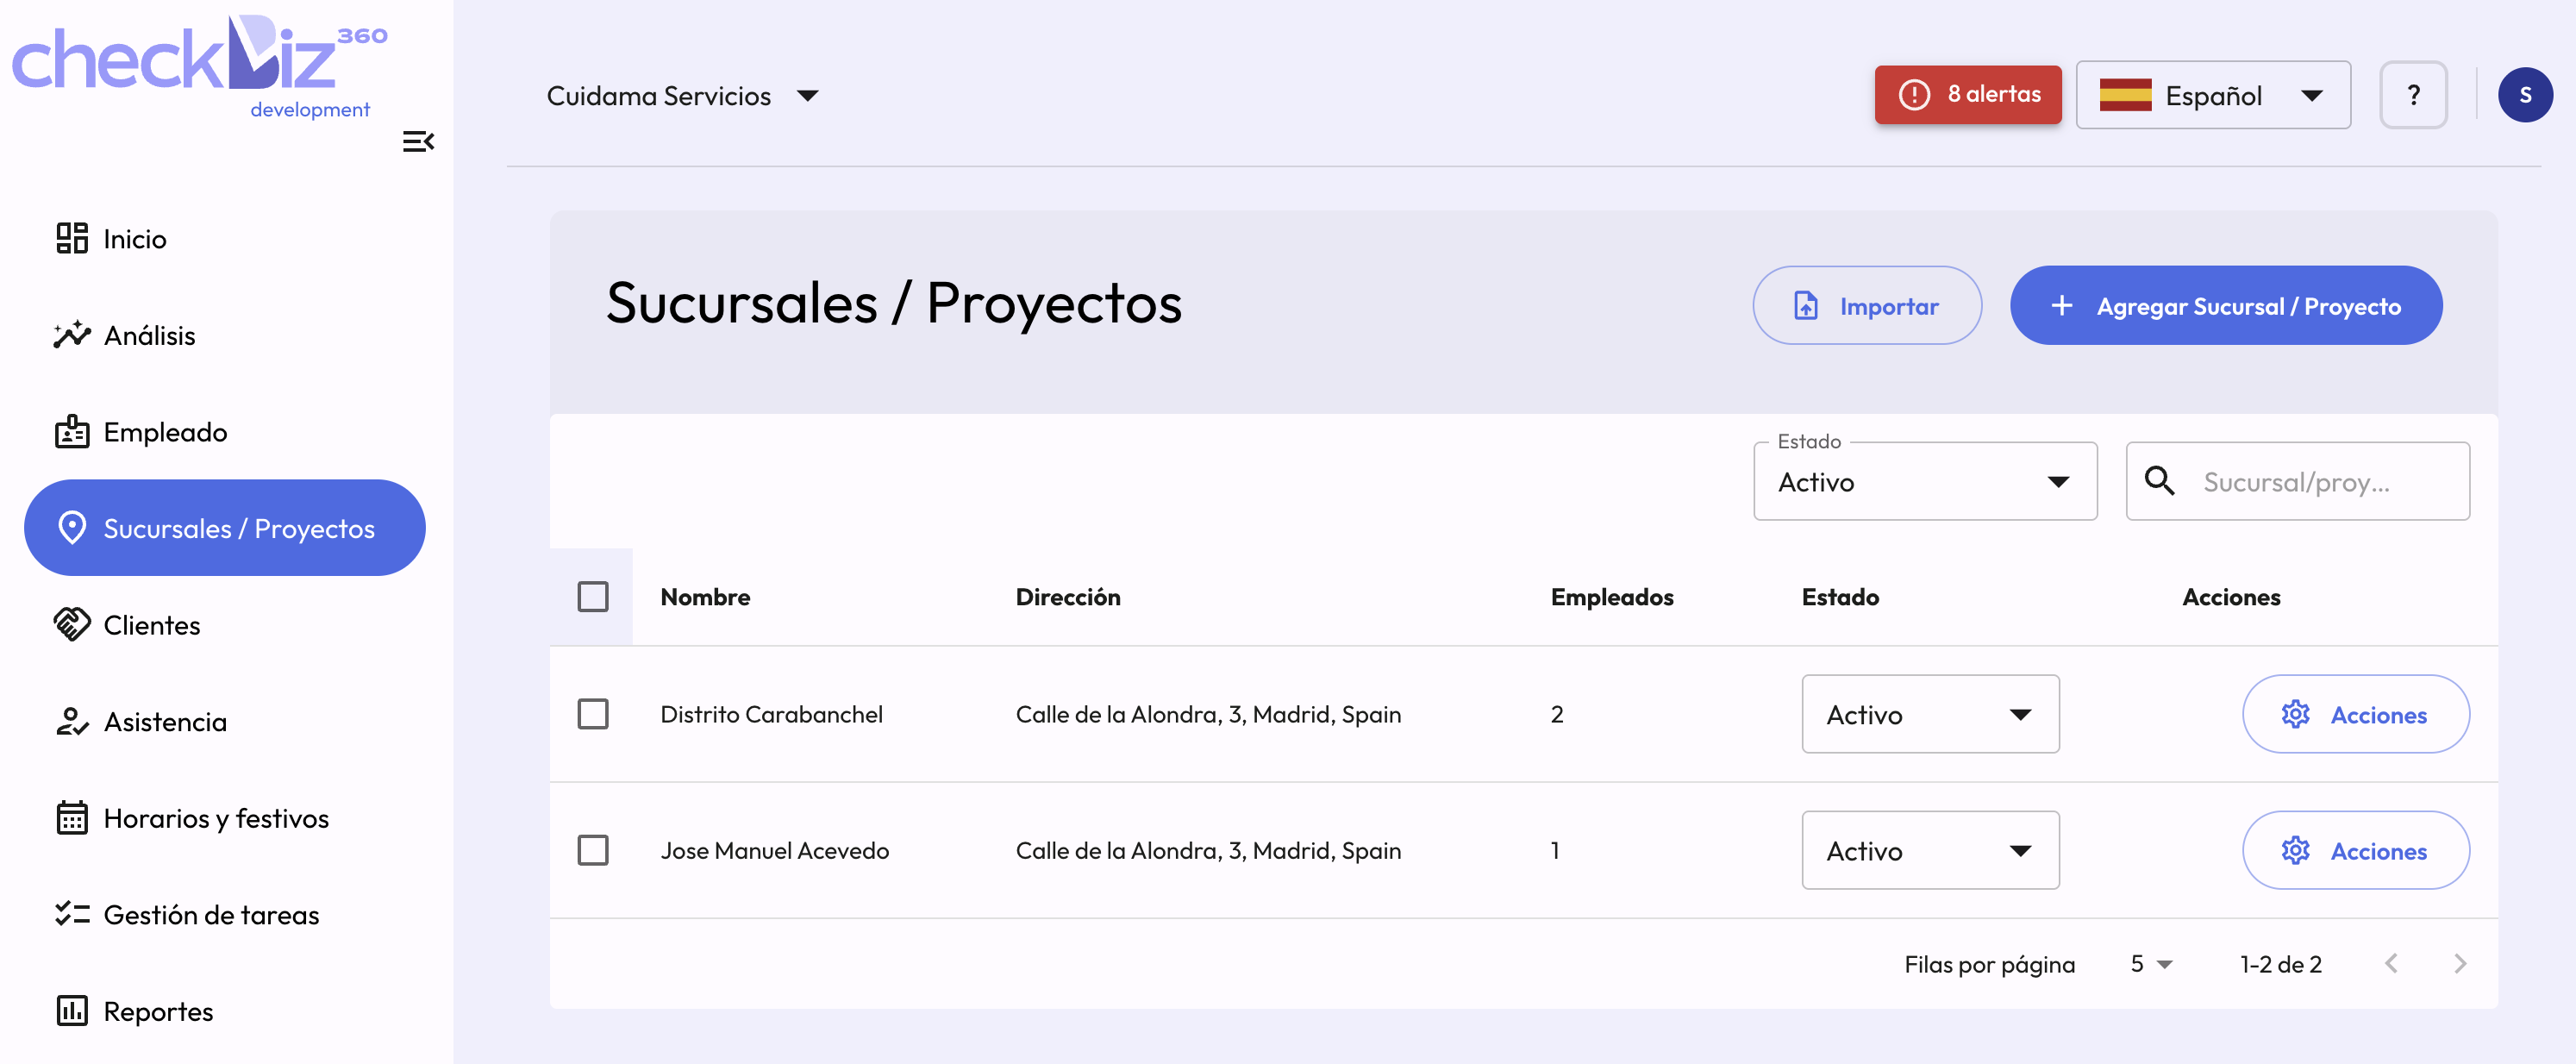 checkbiz 360
development
Cuidama Servicios
8 alertas
Español
?
S
Inicio
Análisis
Empleado
Sucursales / Proyectos
Clientes
Asistencia
Horarios y festivos
Gestión de tareas
Reportes
Sucursales / Proyectos
Importar
+ Agregar Sucursal / Proyecto
Estado
Activo
Sucursal/proy...
Nombre Dirección Empleados Estado Acciones
Distrito Carabanchel Calle de la Alondra, 3, Madrid, Spain 2 Activo Acciones
Jose Manuel Acevedo Calle de la Alondra, 3, Madrid, Spain 1 Activo Acciones
Filas por página 5 1-2 de 2